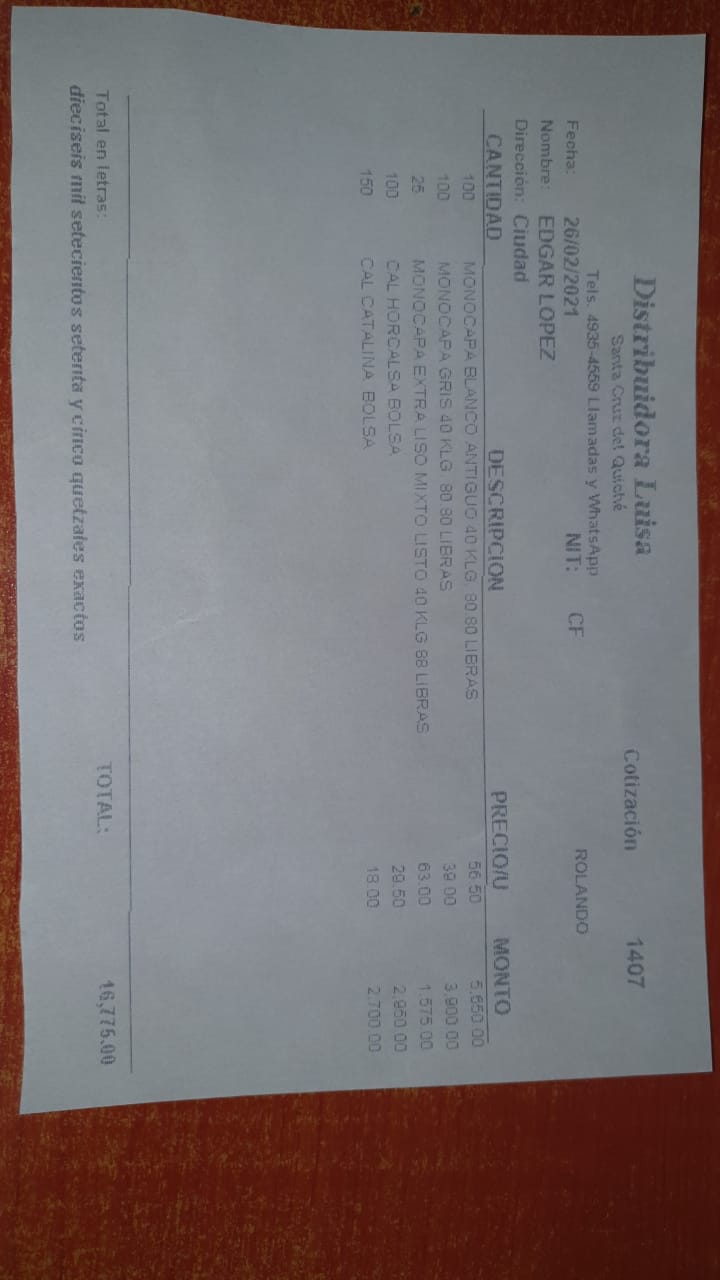 Distribuidora Luisa
Cotización 1407
Santa Cruz del Quiché
Tels. 4935-4559 Llamadas y WhatsApp
ROLANDO
Fecha: 26/02/2021 NIT: CF
Nombre: EDGAR LOPEZ
Dirección: Ciudad
CANTIDAD DESCRIPCION PRECIO/U MONTO
100 MONOCAPA BLANCO ANTIGUO 40 KLG. 80.80 LIBRAS 56.50 5,650.00
100 MONOCAPA GRIS 40 KLG. 80.80 LIBRAS 39.00 3,900.00
25 MONOCAPA EXTRA LISO MIXTO LISTO 40 KLG 88 LIBRAS 63.00 1,575.00
100 CAL HORCALSA BOLSA 29.50 2,950.00
150 CAL CATALINA BOLSA 18.00 2,700.00
Total en letras: TOTAL: 16,775.00
dieciseis mil setecientos setenta y cinco quetzales exactos